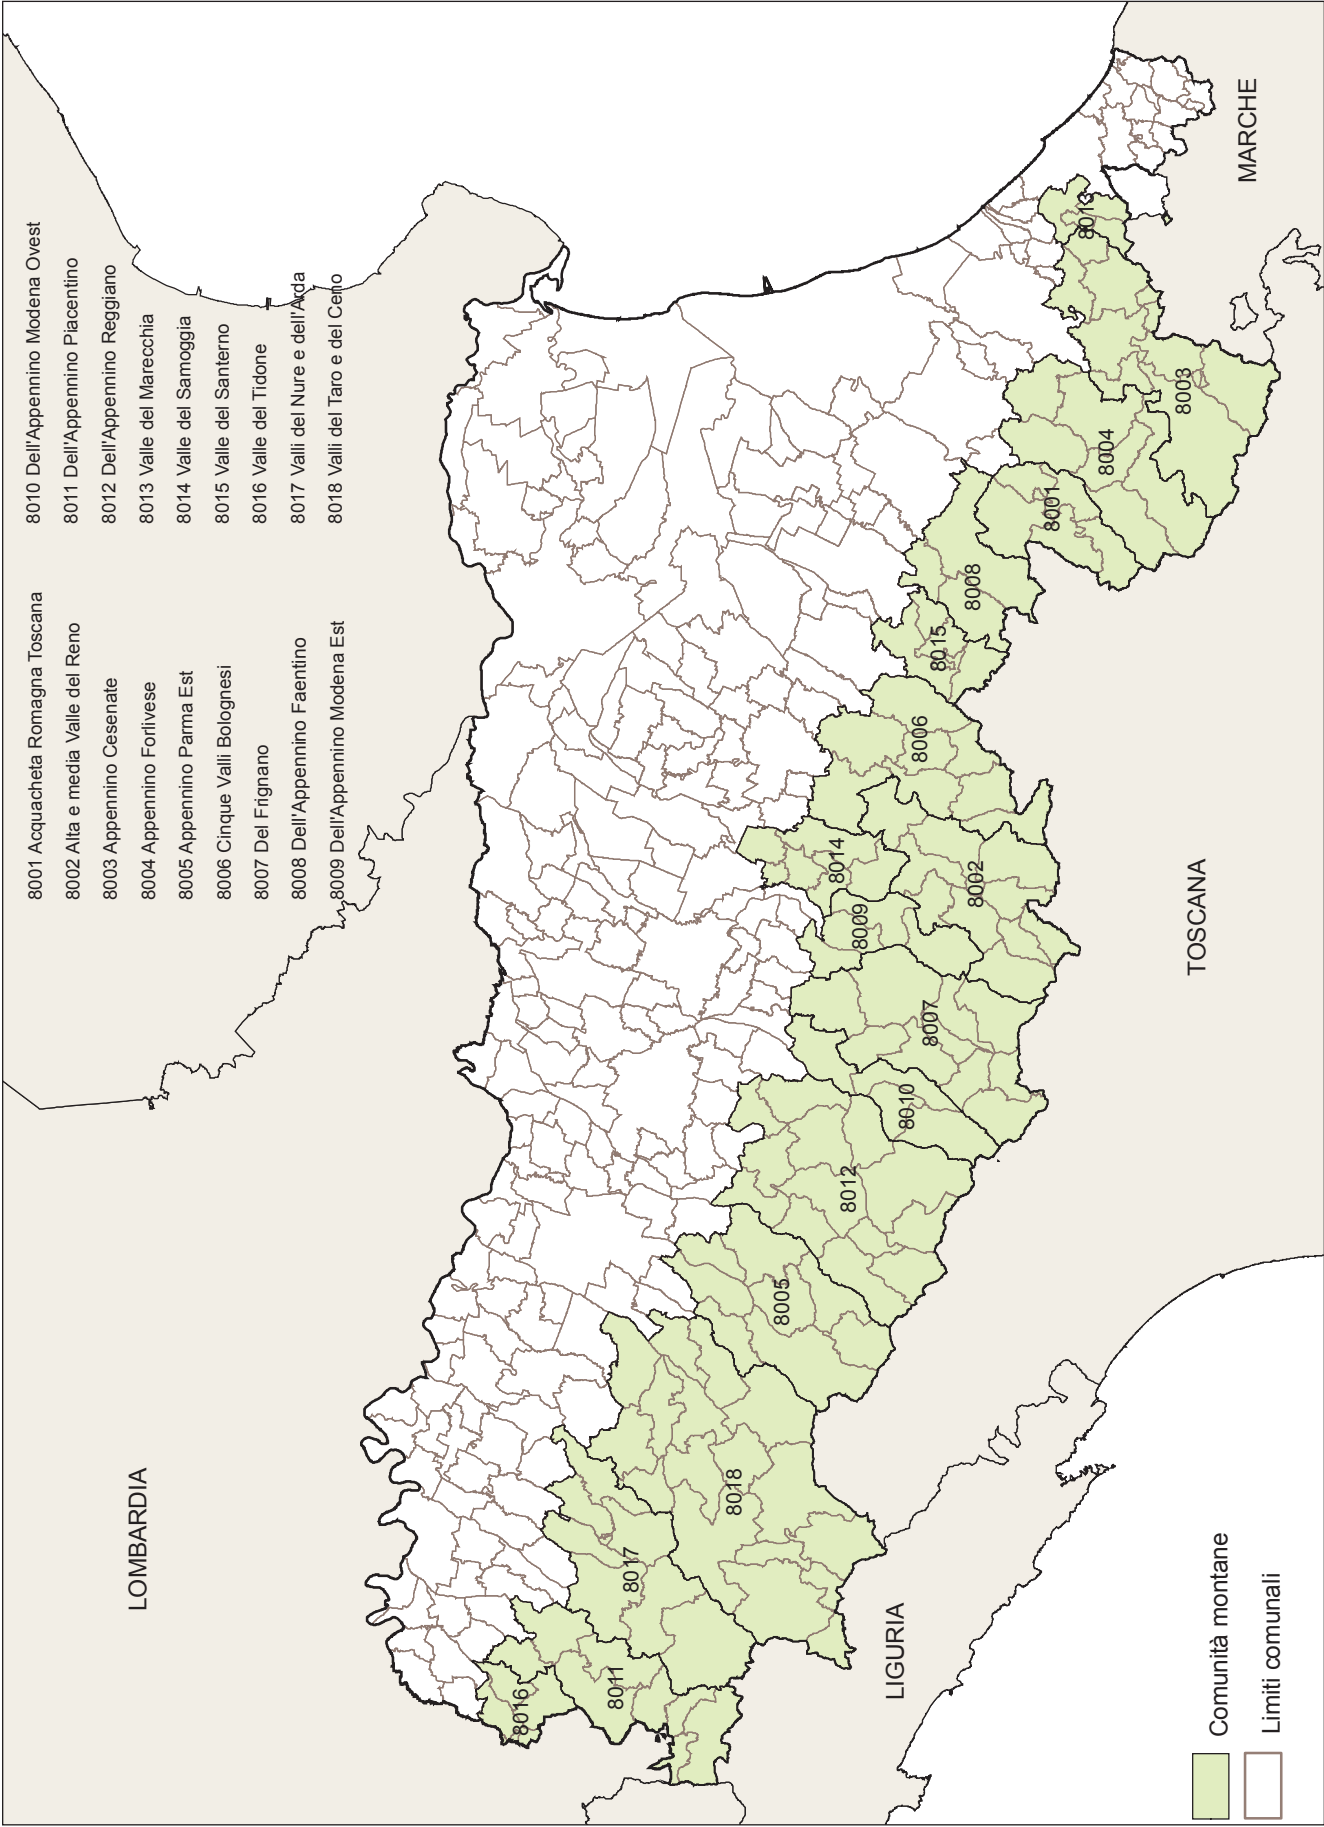 8001 Acquacheta Romagna Toscana
8002 Alta e media Valle del Reno
8003 Appennino Cesenate
8004 Appennino Forlivese
8005 Appennino Parma Est
8006 Cinque Valli Bolognesi
8007 Del Frignano
8008 Dell'Appennino Faentino
8009 Dell'Appennino Modena Est
8010 Dell'Appennino Modena Ovest
8011 Dell'Appennino Piacentino
8012 Dell'Appennino Reggiano
8013 Valle del Marecchia
8014 Valle del Samoggia
8015 Valle del Santerno
8016 Valle del Tidone
8017 Valli del Nure e dell'Arda
8018 Valli del Taro e del Ceno
LOMBARDIA
8016
8011
8017
8018
8005
8012
8010
8007
8009
8014
8002
8006
8015
8008
8001
8004
8003
8013
LIGURIA
TOSCANA
MARCHE
Comunità montane
Limiti comunali